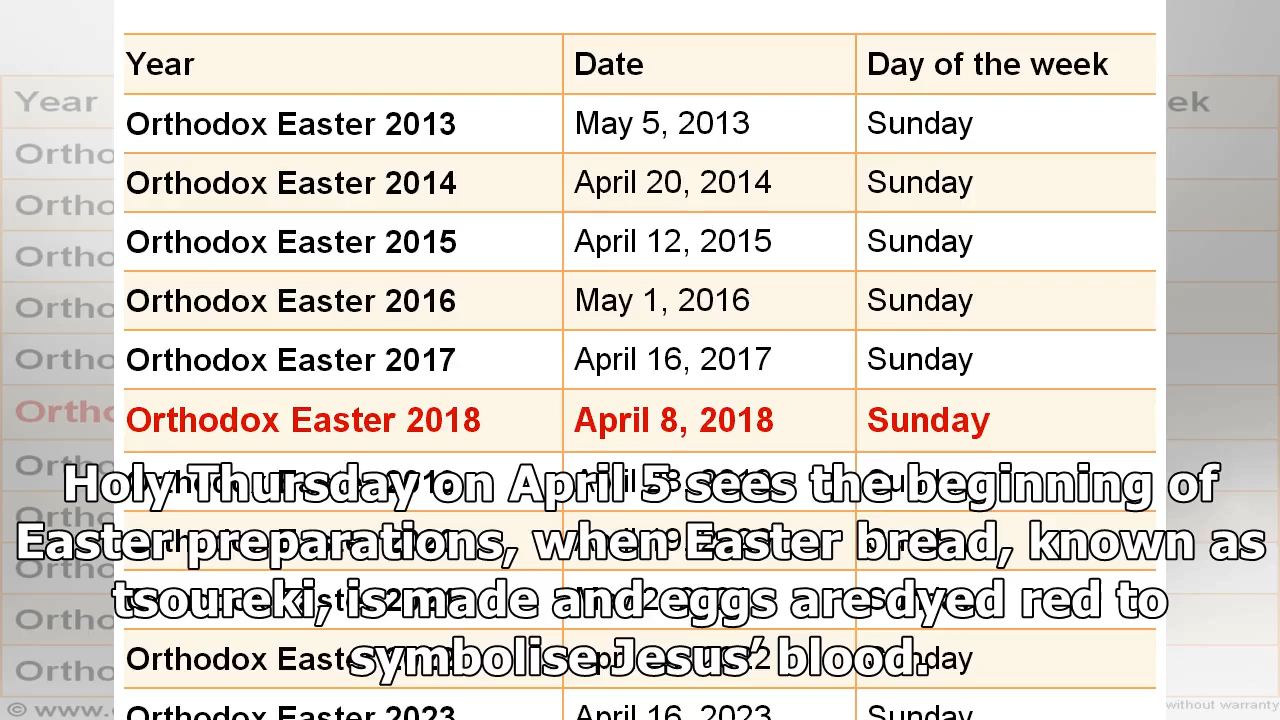 Year Date Day of the week
Orthodox Easter 2013 May 5, 2013 Sunday
Orthodox Easter 2014 April 20, 2014 Sunday
Orthodox Easter 2015 April 12, 2015 Sunday
Orthodox Easter 2016 May 1, 2016 Sunday
Orthodox Easter 2017 April 16, 2017 Sunday
Orthodox Easter 2018 April 8, 2018 Sunday
Holy Thursday on April 5 sees the beginning of
Easter preparations, when Easter bread, known as
tsoureki, is made and eggs are dyed red to
symbolise Jesus’ blood.
Orthodox Easter 2023 April 16, 2023 Sunday
without warranty